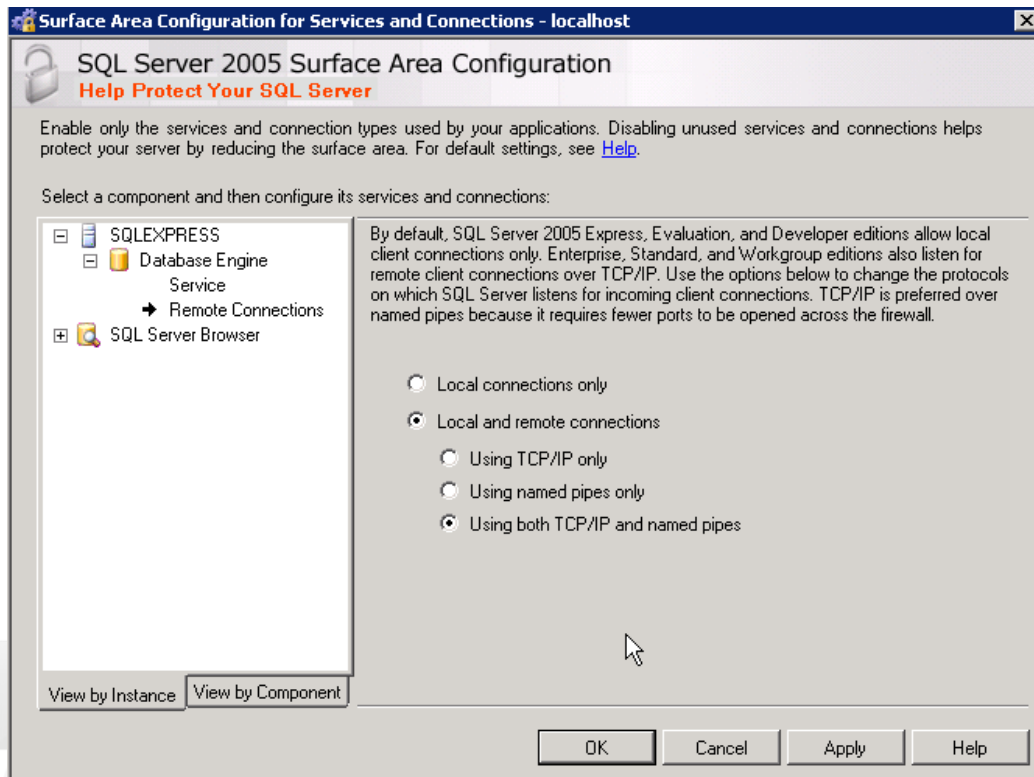 Surface Area Configuration for Services and Connections - localhost
SQL Server 2005 Surface Area Configuration
Help Protect Your SQL Server
Enable only the services and connection types used by your applications. Disabling unused services and connections helps
protect your server by reducing the surface area. For default settings, see Help.
Select a component and then configure its services and connections:
SQLEXPRESS
Database Engine
Service
Remote Connections
SQL Server Browser
View by Instance
View by Component
By default, SQL Server 2005 Express, Evaluation, and Developer editions allow local
client connections only. Enterprise, Standard, and Workgroup editions also listen for
remote client connections over TCP/IP. Use the options below to change the protocols
on which SQL Server listens for incoming client connections. TCP/IP is preferred over
named pipes because it requires fewer ports to be opened across the firewall.
Local connections only
Local and remote connections
Using TCP/IP only
Using named pipes only
Using both TCP/IP and named pipes
OK
Cancel
Apply
Help